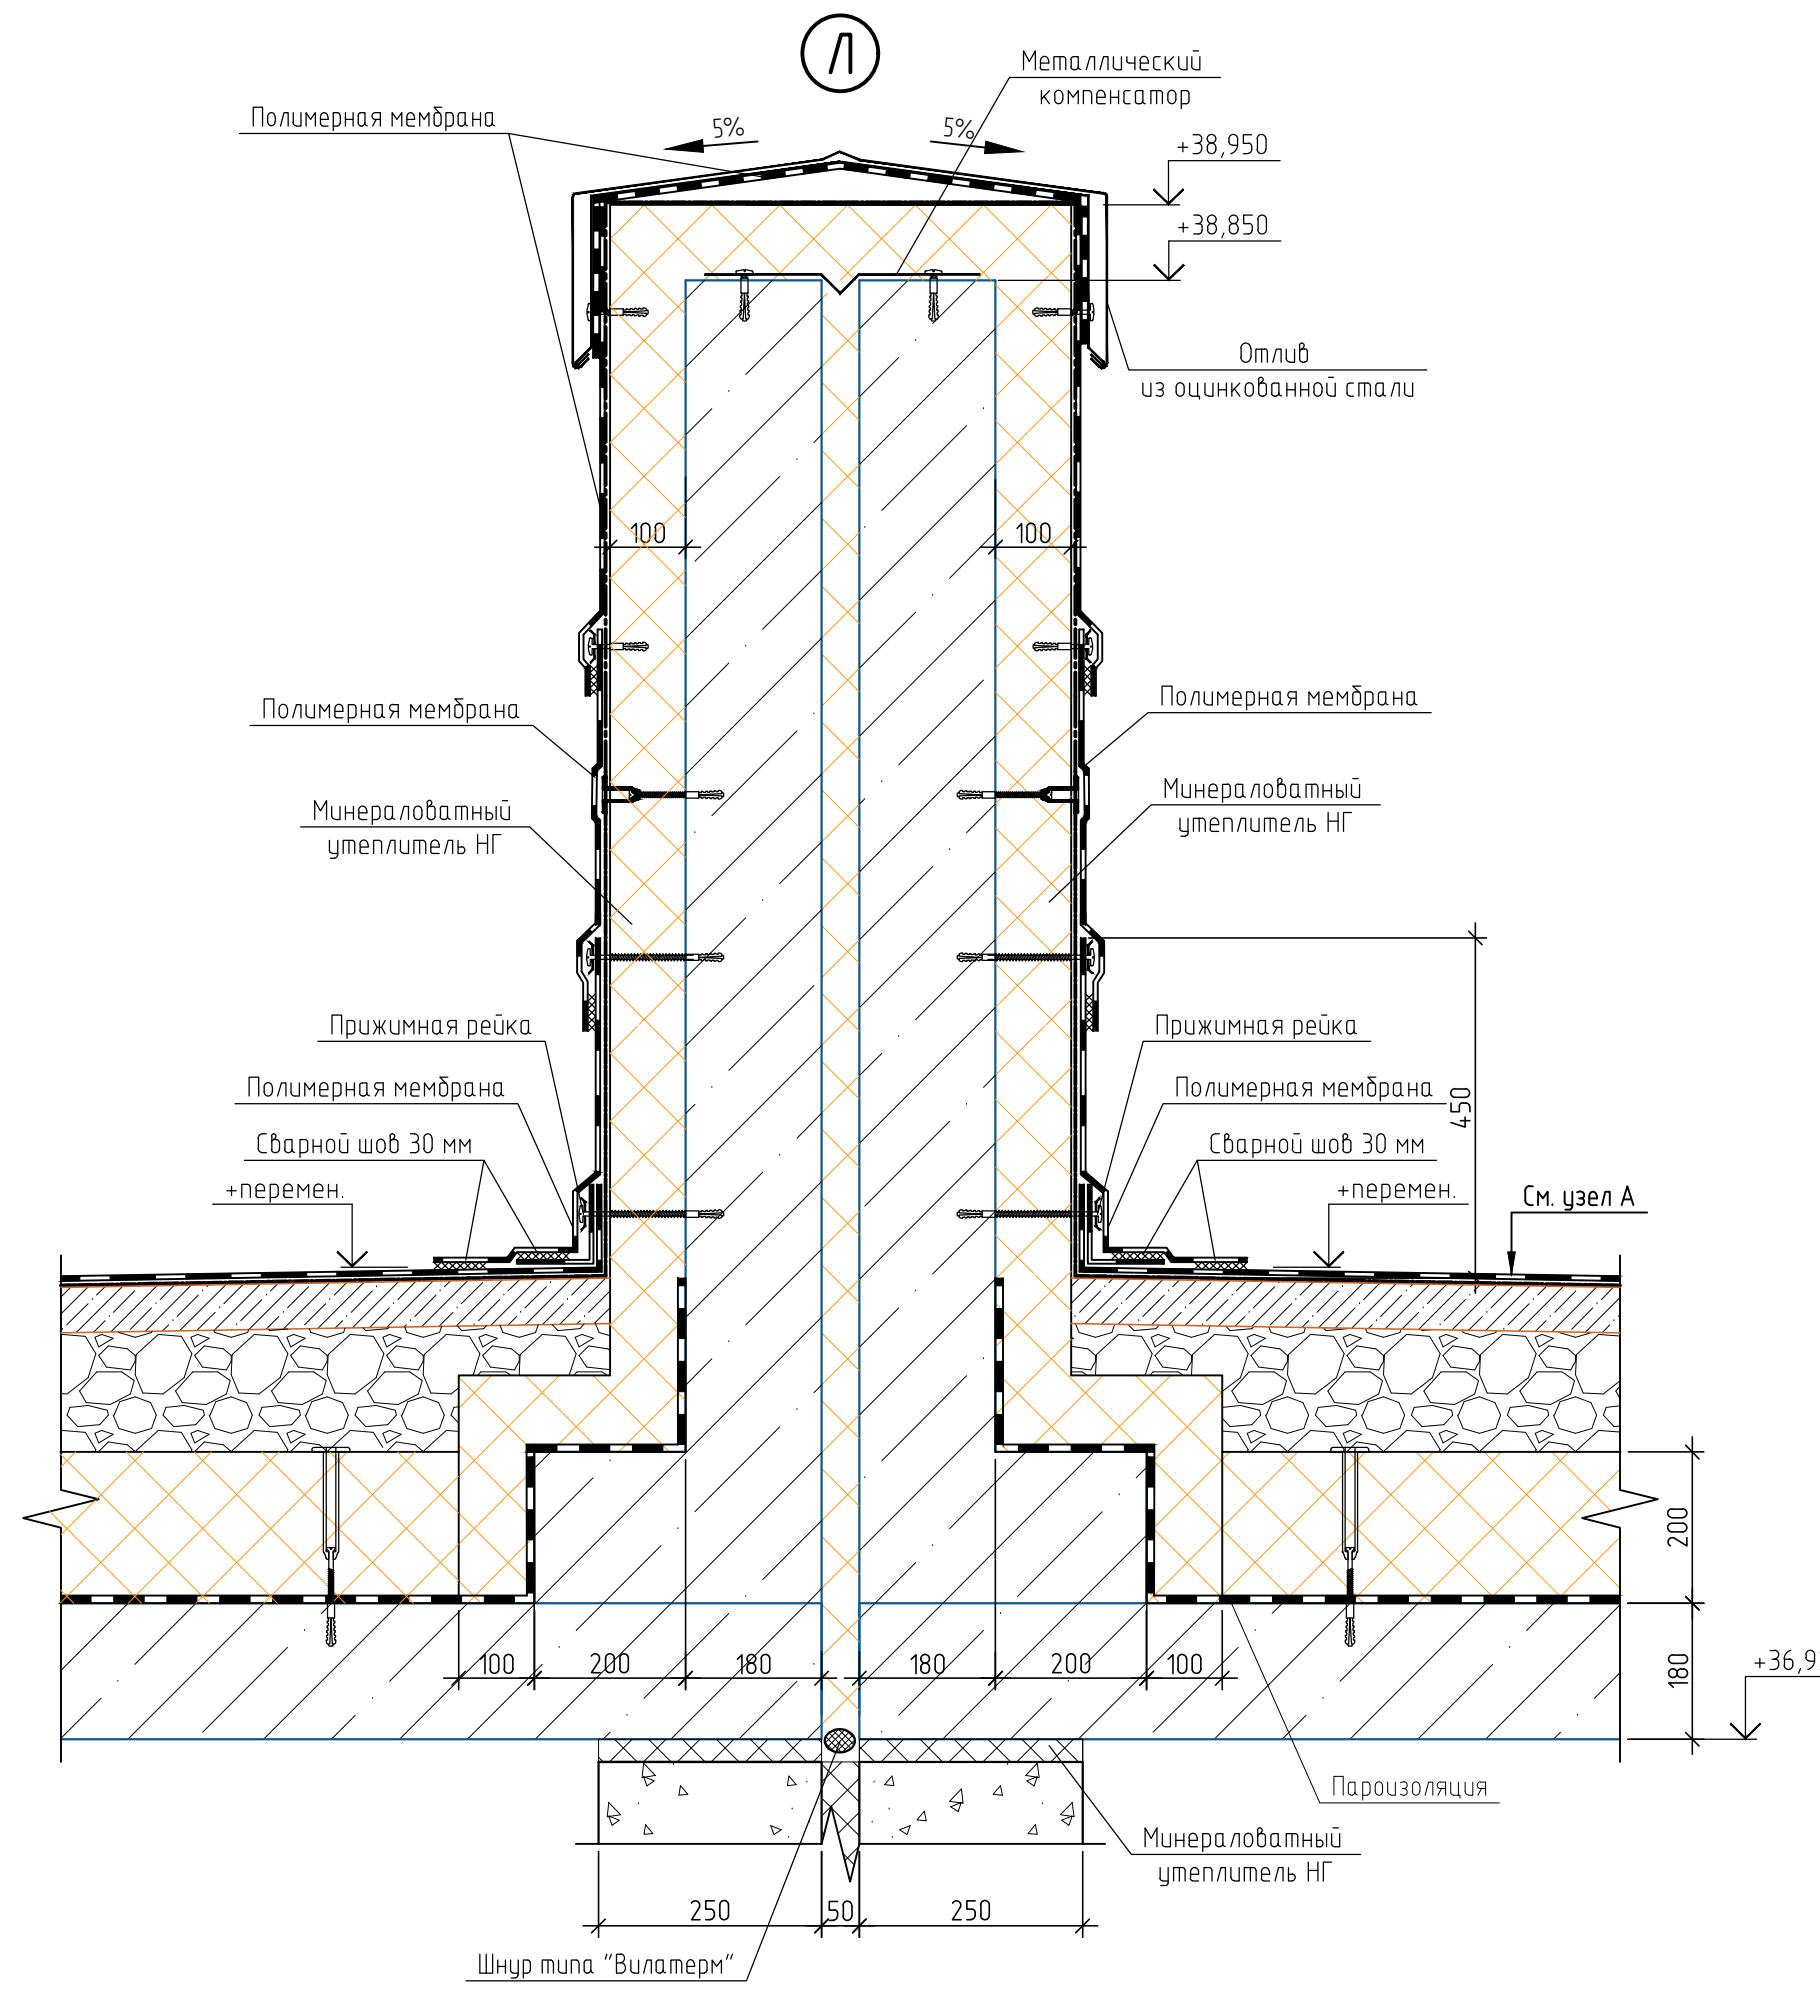 Л
Металлический
компенсатор
Полимерная мембрана
5%
5%
+38,950
+38,850
Отлив
из оцинкованной стали
100
100
Полимерная мембрана
Полимерная мембрана
Минераловатный
утеплитель НГ
Минераловатный
утеплитель НГ
Прижимная рейка
Прижимная рейка
Полимерная мембрана
Полимерная мембрана
450
Сварной шов 30 мм
Сварной шов 30 мм
+перемен.
+перемен.
См. узел А
200
100
200
180
180
200
100
180
+36,9
Пароизоляция
Минераловатный
утеплитель НГ
250
50
250
Шнур типа "Вилатерм"